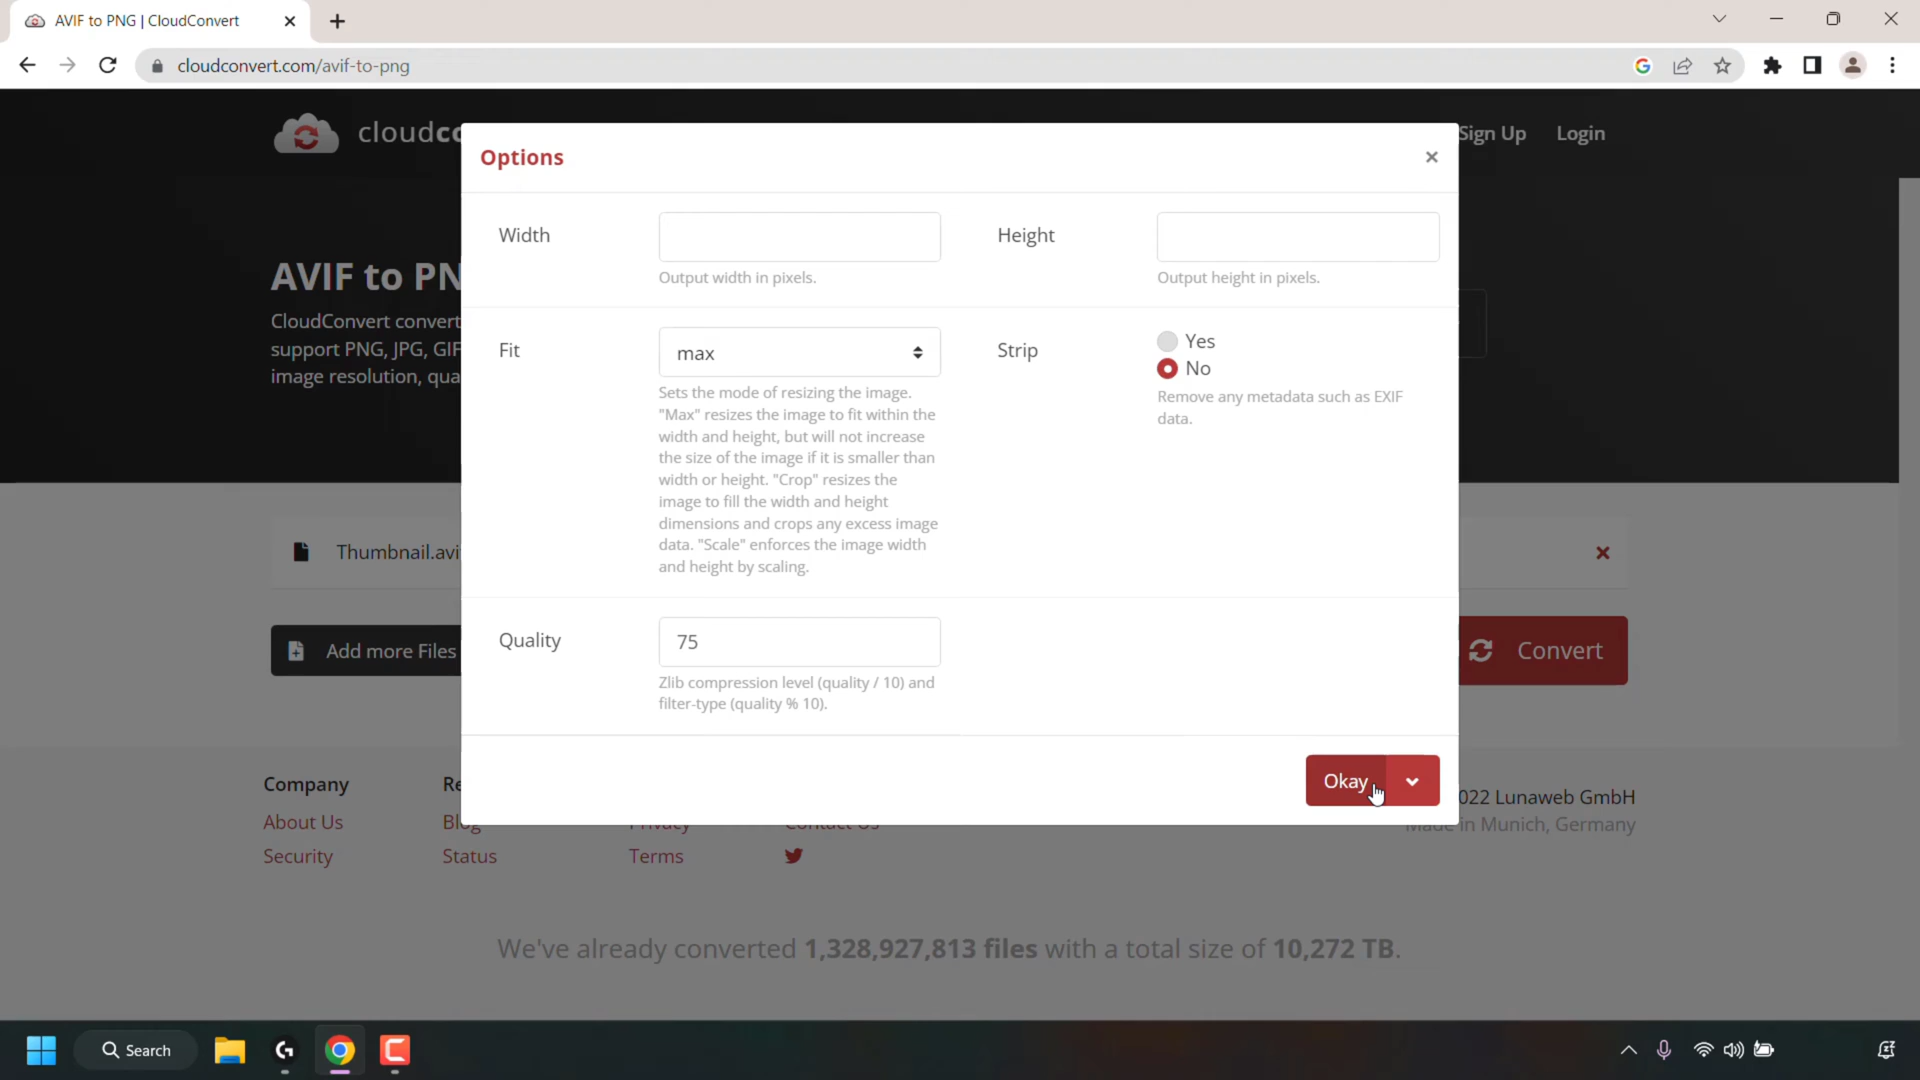 AVIF to PNG | CloudConvert
cloudconvert.com/avif-to-png
cloudco
Sign Up
Login
Options
Width
Output width in pixels.
Height
Output height in pixels.
AVIF to PN
CloudConvert convert
support PNG, JPG, GIF
image resolution, qua
Fit
max
Sets the mode of resizing the image.
"Max" resizes the image to fit within the
width and height, but will not increase
the size of the image if it is smaller than
width or height. "Crop" resizes the
image to fill the width and height
dimensions and crops any excess image
data. "Scale" enforces the image width
and height by scaling.
Strip
Yes
No
Remove any metadata such as EXIF
data.
Thumbnail.avi
Quality
75
Zlib compression level (quality / 10) and
filter-type (quality % 10).
Add more Files
Convert
Okay
Company
About Us
Security
Re
Blog
Status
Privacy
Terms
Contact Us
022 Lunaweb GmbH
Made in Munich, Germany
We've already converted 1,328,927,813 files with a total size of 10,272 TB.
Search